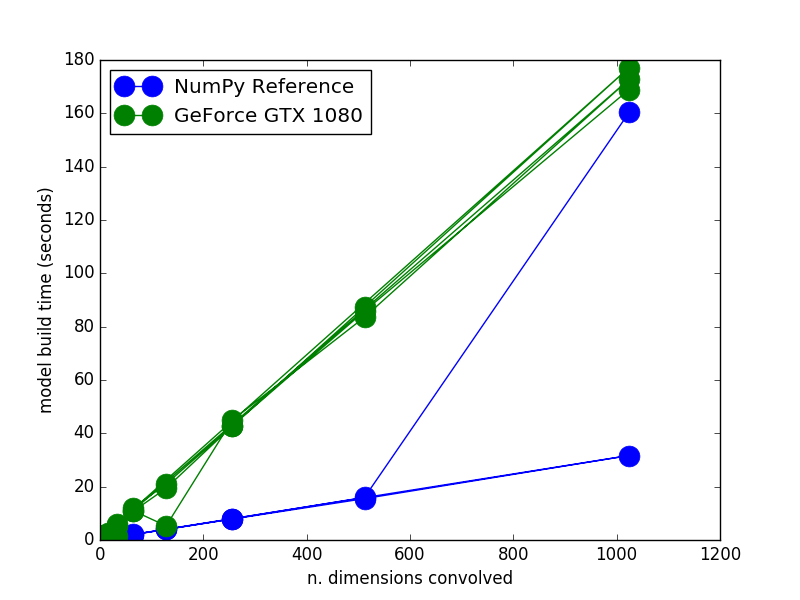 NumPy Reference
GeForce GTX 1080
model build time (seconds)
180
160
140
120
100
80
60
40
20
0
0 200 400 600 800 1000 1200
n. dimensions convolved